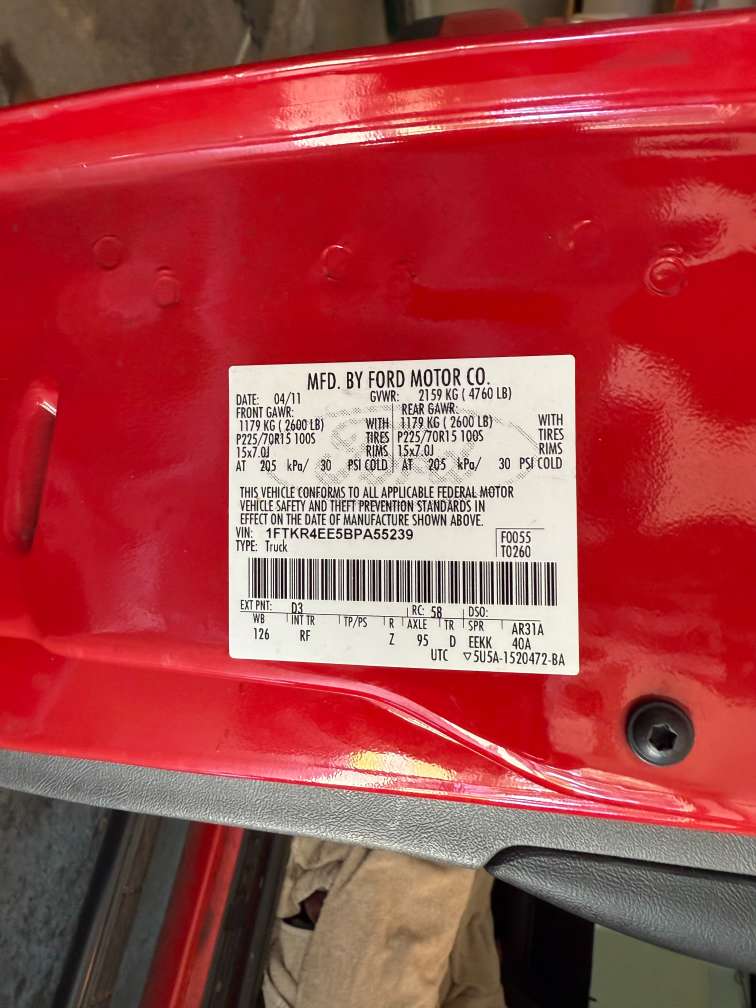 MFD. BY FORD MOTOR CO.
DATE: 04/11 GVWR: 2159 KG ( 4760 LB)
FRONT GAWR: REAR GAWR:
1179 KG ( 2600 LB) WITH 1179 KG ( 2600 LB) WITH
P225/70R15 100S TIRES P225/70R15 100S TIRES
15x7.0J RIMS 15x7.0J RIMS
AT 205 kPa/ 30 PSI COLD AT 205 kPa/ 30 PSI COLD
THIS VEHICLE CONFORMS TO ALL APPLICABLE FEDERAL MOTOR
VEHICLE SAFETY AND THEFT PREVENTION STANDARDS IN
EFFECT ON THE DATE OF MANUFACTURE SHOWN ABOVE.
VIN: 1FTKR4EE5BPA55239 F0055
TYPE: Truck T0260
EXT PNT: D3 RC: 58 DSO:
WB INT TR TP/PS R AXLE TR SPR AR31A
126 RF Z 95 D EEKK 40A
UTC ▽5U5A-1520472-BA